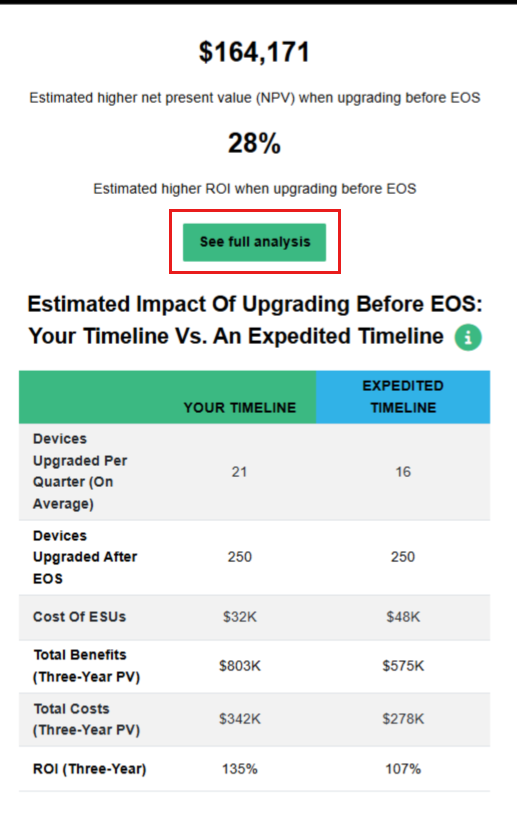 $164,171
Estimated higher net present value (NPV) when upgrading before EOS
28%
Estimated higher ROI when upgrading before EOS
See full analysis
Estimated Impact Of Upgrading Before EOS:
Your Timeline Vs. An Expedited Timeline i
YOUR TIMELINE
EXPEDITED
TIMELINE
Devices
Upgraded Per
Quarter (On
Average)
21
16
Devices
Upgraded After
EOS
250
250
Cost Of ESUs
$32K
$48K
Total Benefits
(Three-Year PV)
$803K
$575K
Total Costs
(Three-Year PV)
$342K
$278K
ROI (Three-Year)
135%
107%